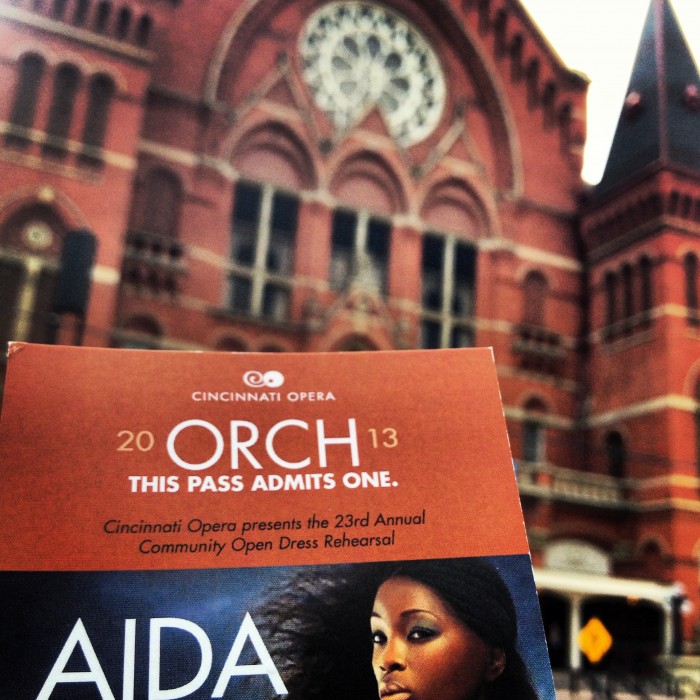 CINCINNATI OPERA
20 ORCH 13
THIS PASS ADMITS ONE.
Cincinnati Opera presents the 23rd Annual
Community Open Dress Rehearsal
AIDA